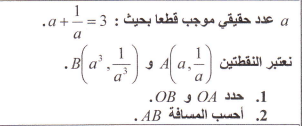 a عدد حقيقي موجب قطعا بحيث : a + 1/a = 3.
نعتبر النقطتين A(a, 1/a) و B(a³, 1/a³).
1. حدد OA و OB.
2. أحسب المسافة AB.